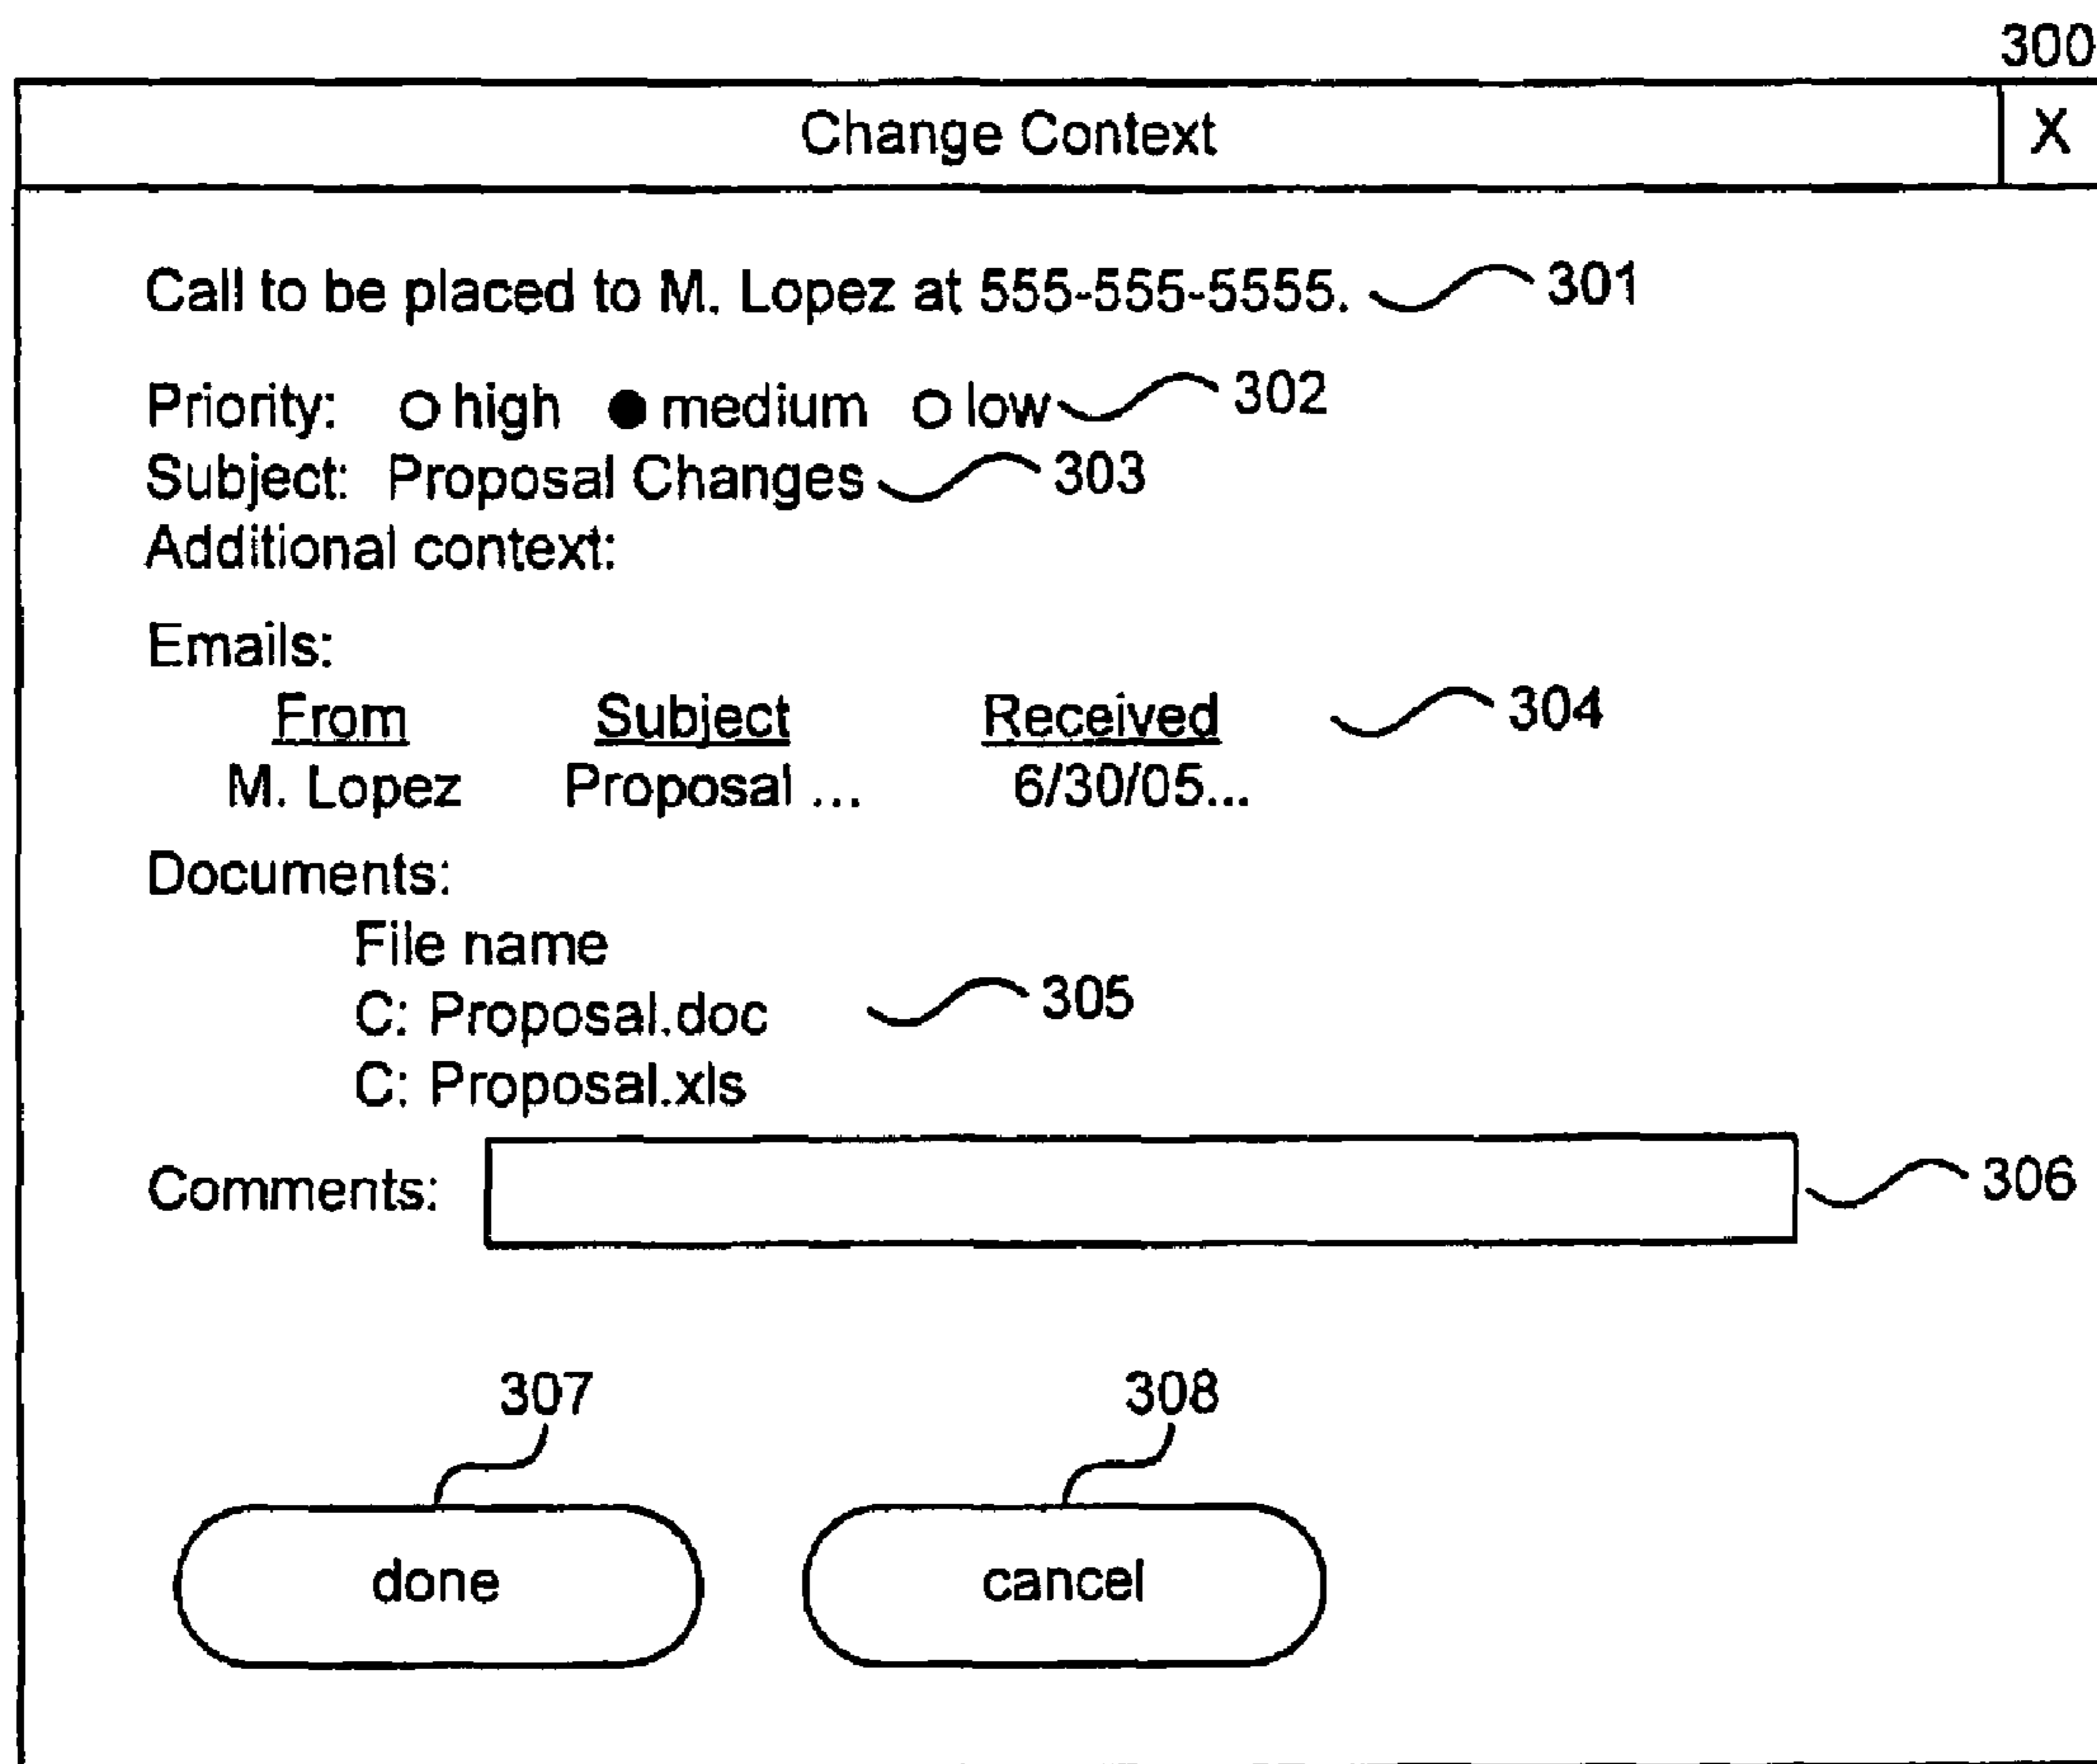 300
Change Context X
Call to be placed to M. Lopez at 555-555-5555. 301
Priority: high medium low 302
Subject: Proposal Changes 303
Additional context:
Emails:
From Subject Received 304
M. Lopez Proposal ... 6/30/05...
Documents:
File name
C: Proposal.doc 305
C: Proposal.xls
Comments: 306
307 308
done cancel